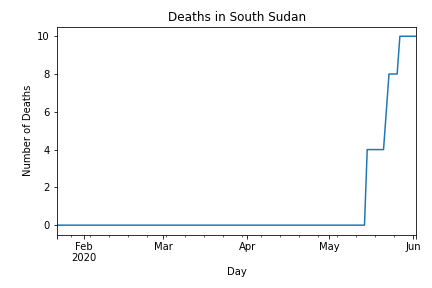 Deaths in South Sudan
Number of Deaths
10
8
6
4
2
0
Feb
2020
Mar
Apr
May
Jun
Day